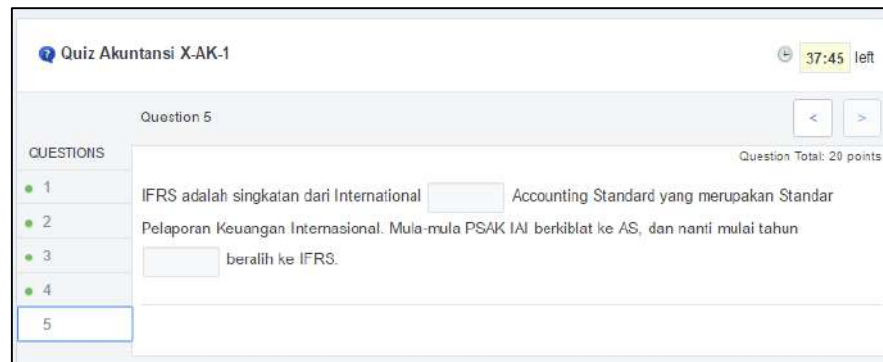 Quiz Akuntansi X-AK-1
37:45 left
Question 5
< >
QUESTIONS
Question Total: 20 points
1
2
3
4
5
IFRS adalah singkatan dari International Accounting Standard yang merupakan Standar
Pelaporan Keuangan Internasional. Mula-mula PSAK IAI berkiblat ke AS, dan nanti mulai tahun
beralih ke IFRS.